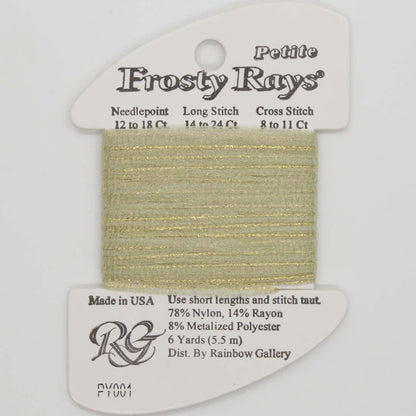 Petite
Frosty Rays®
Needlepoint Long Stitch Cross Stitch
12 to 18 Ct. 14 to 24 Ct. 8 to 11 Ct
Made in USA
Use short lengths and stitch taut.
78% Nylon, 14% Rayon
8% Metalized Polyester
6 Yards (5.5 m)
Dist. By Rainbow Gallery
RG
PY001